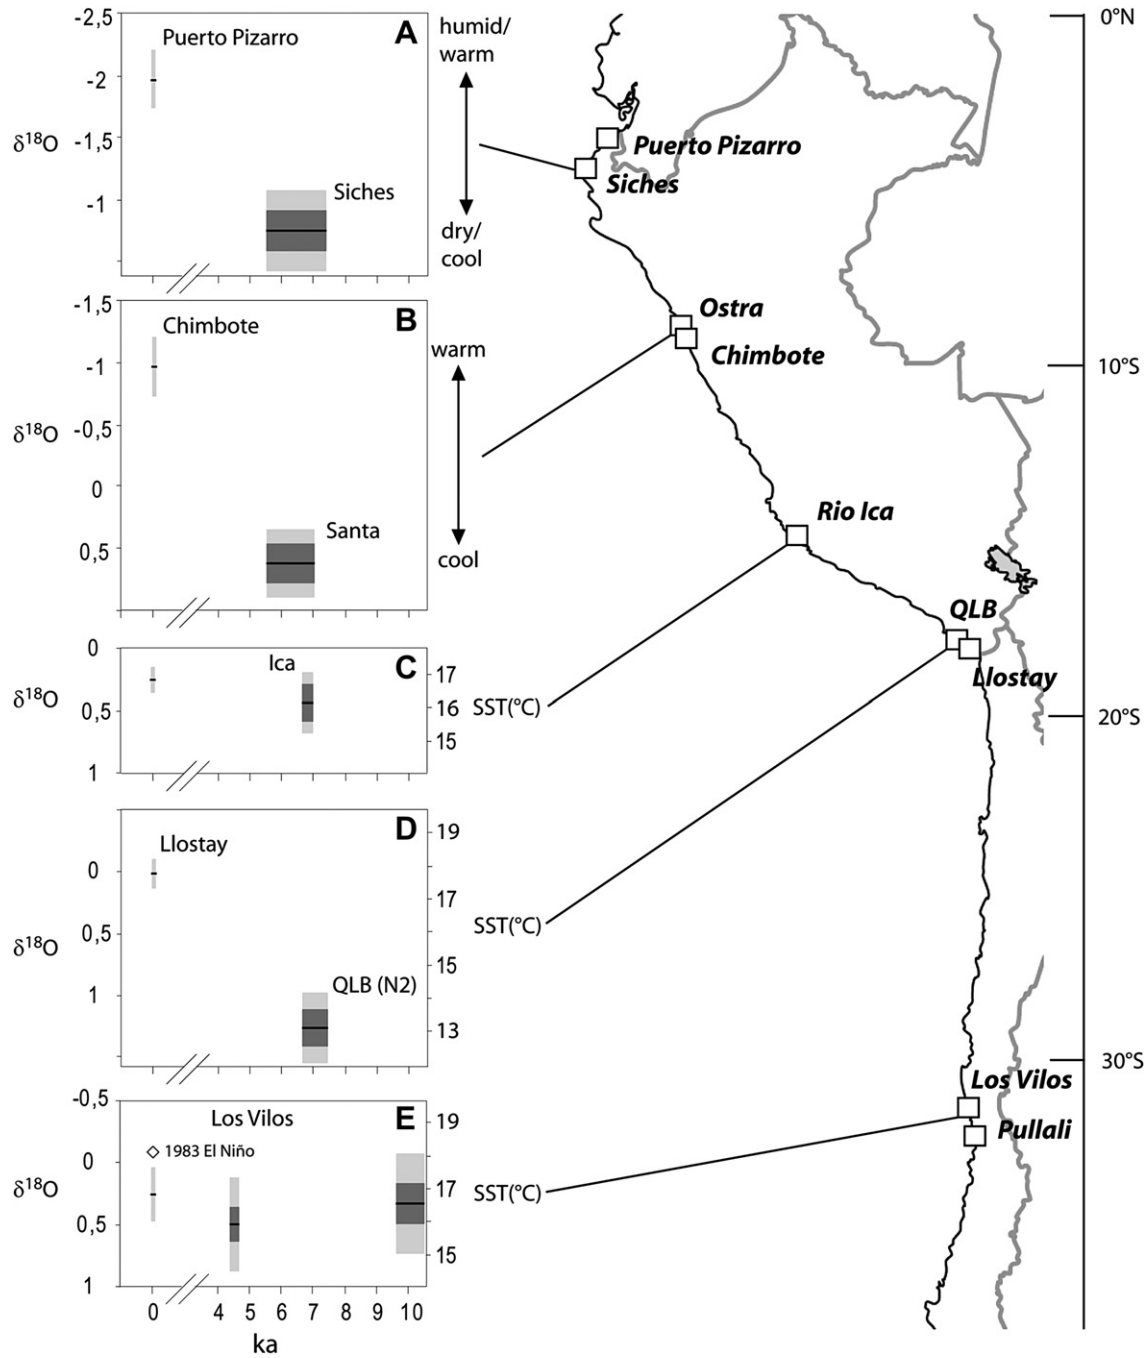 -2,5
Puerto Pizarro
A
-2
δ18O
-1,5
-1
Siches
humid/
warm
dry/
cool
-1,5
Chimbote
B
-1
-0,5
δ18O
0
0,5
Santa
warm
cool
0
Ica
C
δ18O
0,5
1
17
16
15
SST(°C)
Llostay
D
0
0,5
δ18O
1
QLB (N2)
19
17
15
13
SST(°C)
-0,5
Los Vilos
E
1983 El Niño
0
δ18O
0,5
1
19
17
15
SST(°C)
0 4 5 6 7 8 9 10
ka
0°N
Puerto Pizarro
Siches
Ostra
Chimbote
10°S
Rio Ica
QLB
Llostay
20°S
30°S
Los Vilos
Pullali